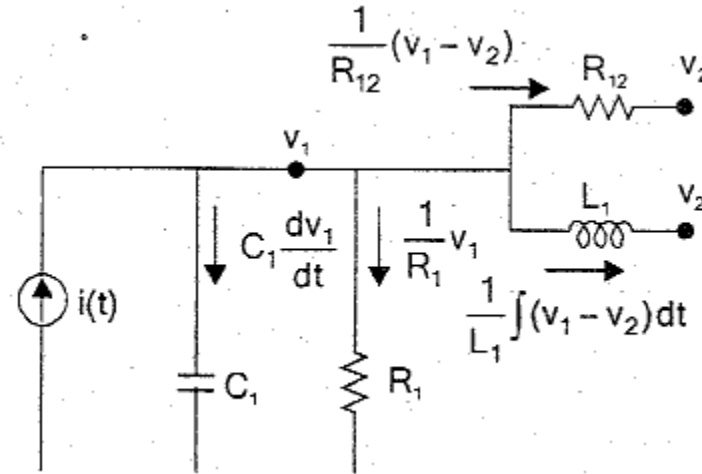 1/R₁₂ (v₁ – v₂)
R₁₂
v₂
v₁
L₁
v₂
C₁ dv₁/dt
1/R₁ v₁
i(t)
1/L₁ ∫(v₁ – v₂) dt
C₁
R₁